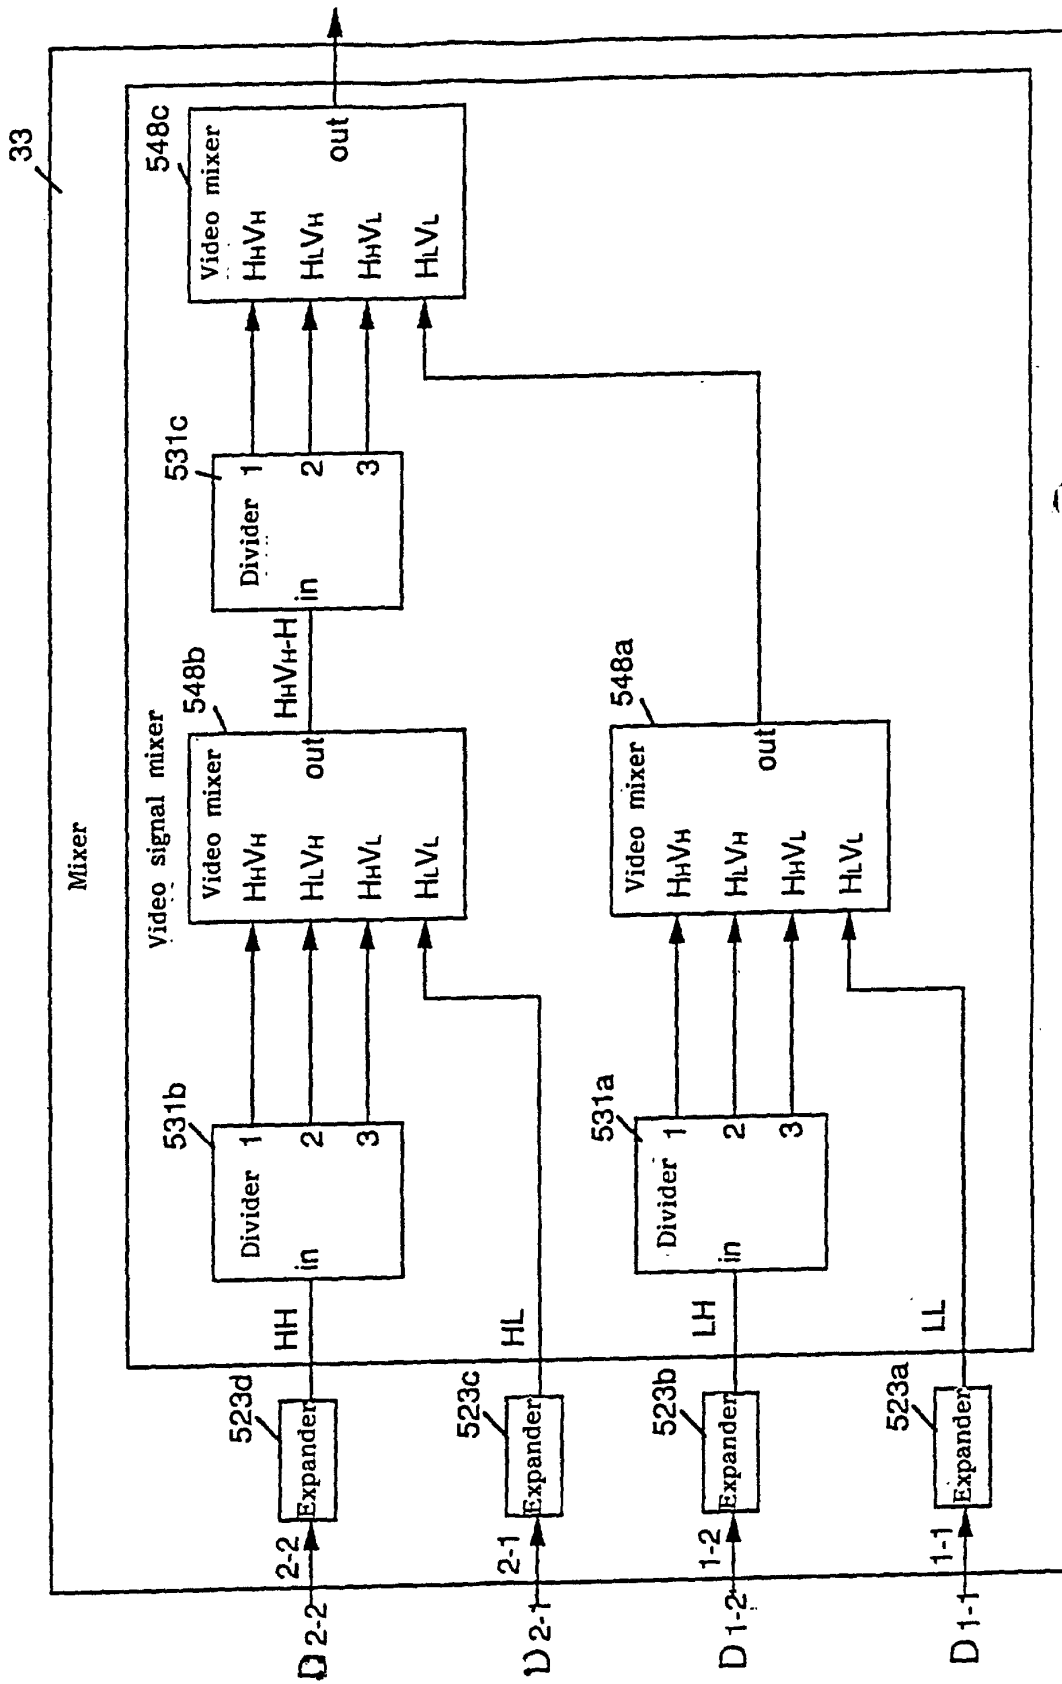 33
Mixer
Video signal mixer
D2-2
2-2
Expander
523d
HH
Divider
531b
in
1
2
3
Video mixer
548b
HHVH
HLVH
HHVL
HLVL
out
HHVH-H
Divider
531c
in
1
2
3
Video mixer
548c
HHVH
HLVH
HHVL
HLVL
out
D2-1
2-1
Expander
523c
HL
D1-2
1-2
Expander
523b
LH
Divider
531a
in
1
2
3
Video mixer
548a
HHVH
HLVH
HHVL
HLVL
out
D1-1
1-1
Expander
523a
LL